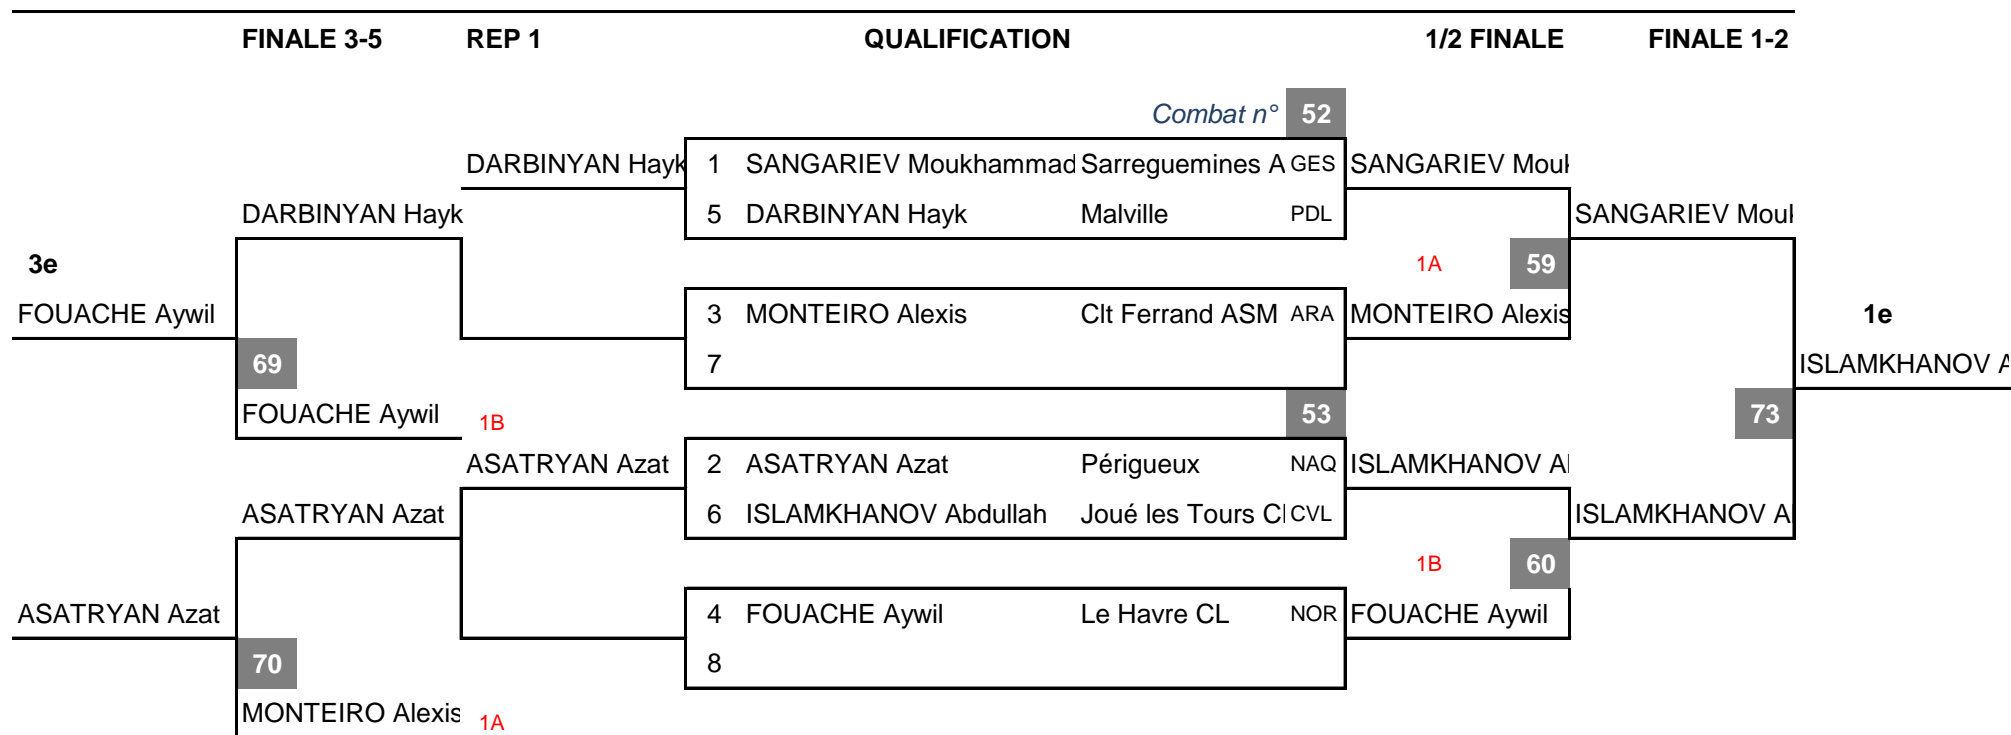 FINALE 3-5 REP 1 QUALIFICATION 1/2 FINALE FINALE 1-2
Combat n° 52
DARBINYAN Hayk 1 SANGARIEV Moukhammad Sarreguemines A GES SANGARIEV Mouk
DARBINYAN Hayk 5 DARBINYAN Hayk Malville PDL SANGARIEV Mouk
3e 1A 59
FOUACHE Aywil 3 MONTEIRO Alexis Clt Ferrand ASM ARA MONTEIRO Alexis 1e
69 7 ISLAMKHANOV A
FOUACHE Aywil 1B 53 73
ASATRYAN Azat 2 ASATRYAN Azat Périgueux NAQ ISLAMKHANOV Al
ASATRYAN Azat 6 ISLAMKHANOV Abdullah Joué les Tours C CVL ISLAMKHANOV A
1B 60
ASATRYAN Azat 4 FOUACHE Aywil Le Havre CL NOR FOUACHE Aywil
70 8
MONTEIRO Alexis 1A